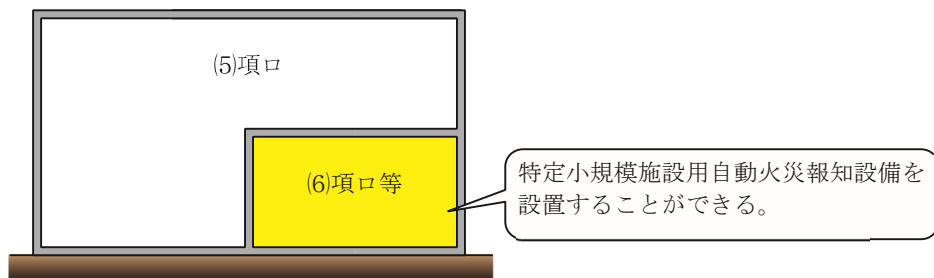 ⑸項ロ
⑹項ロ等
特定小規模施設用自動火災報知設備を
設置することができる。